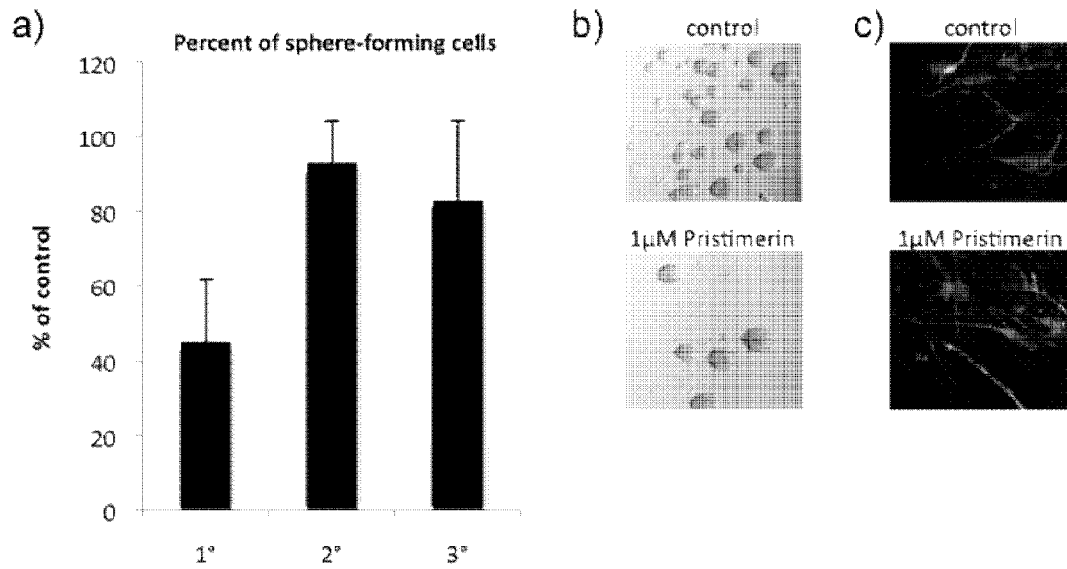 a)
Percent of sphere-forming cells
% of control
120
100
80
60
40
20
0
1°
2°
3°
b)
control
1µM Pristimerin
c)
control
1µM Pristimerin